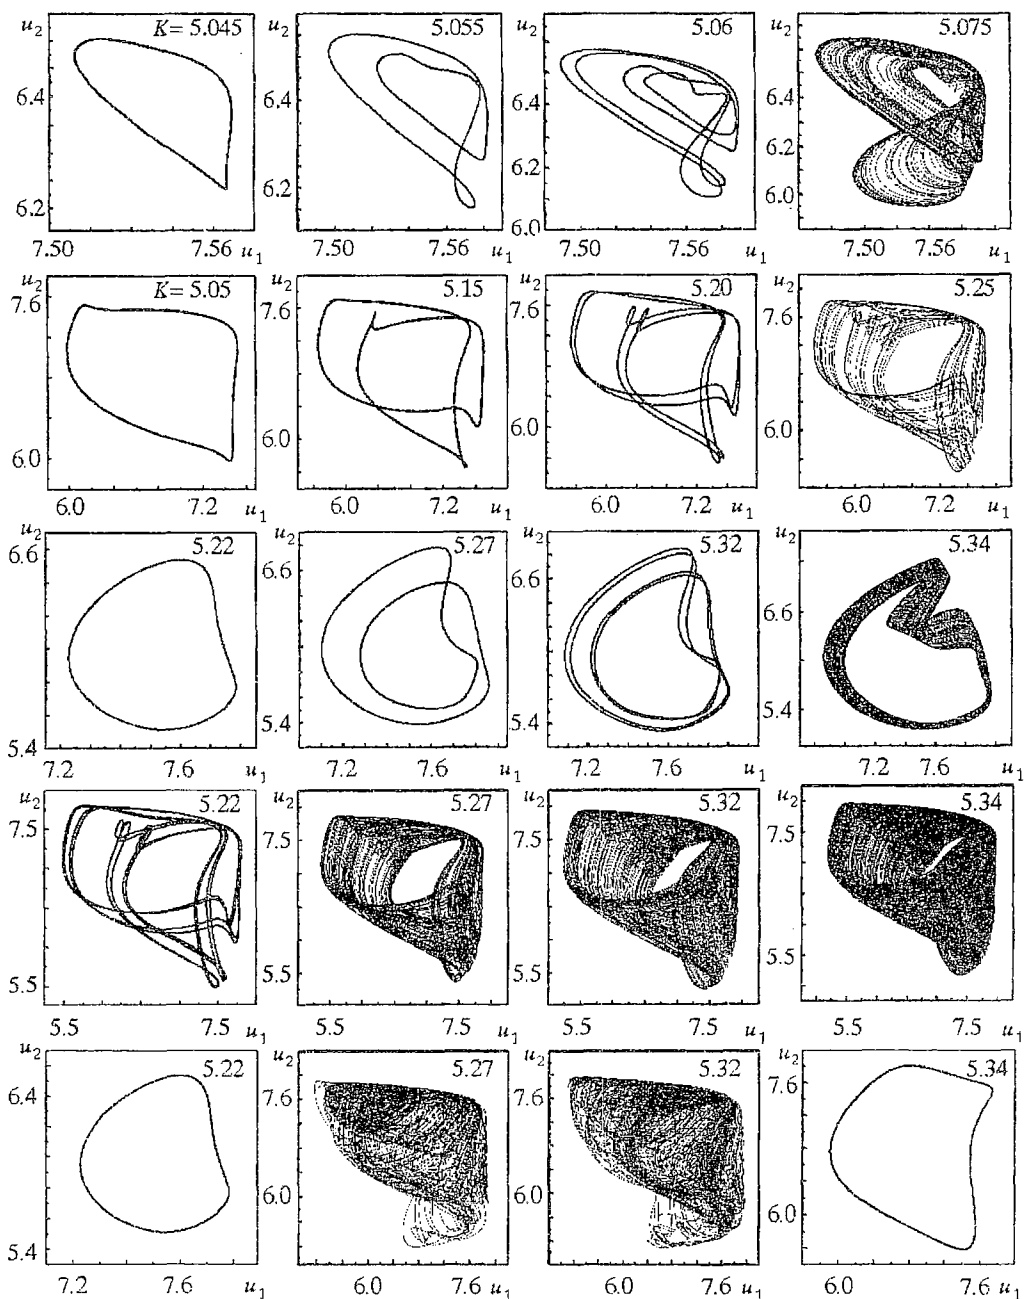 u2 K= 5.045 u2 5.055 u2 5.06 5.075
6.4 6.4 6.4 6.4
6.2 6.2 6.2 6.2
6.0 6.0
7.50 7.56 u1 7.50 7.56 u1 7.50 7.56 u1 7.50 7.56 u1
u2 K= 5.05 u2 5.15 u2 5.20 u2 5.25
7.6 7.6 7.6 7.6
6.0 6.0 6.0 6.0
6.0 7.2 u1 6.0 7.2 u1 6.0 7.2 u1 6.0 7.2 u1
u2 5.22 u2 5.27 u2 5.32 u2 5.34
6.6 6.6 6.6 6.6
5.4 5.4 5.4 5.4
7.2 7.6 u1 7.2 7.6 u1 7.2 7.6 u1 7.2 7.6 u1
u2 5.22 u2 5.27 u2 5.32 u2 5.34
7.5 7.5 7.5 7.5
5.5 5.5 5.5 5.5
5.5 7.5 u1 5.5 7.5 u1 5.5 7.5 u1 5.5 7.5 u1
u2 5.22 u2 5.27 u2 5.32 u2 5.34
6.4 7.6 7.6 7.6
5.4 6.0 6.0 6.0
7.2 7.6 u1 6.0 7.6 u1 6.0 7.6 u1 6.0 7.6 u1